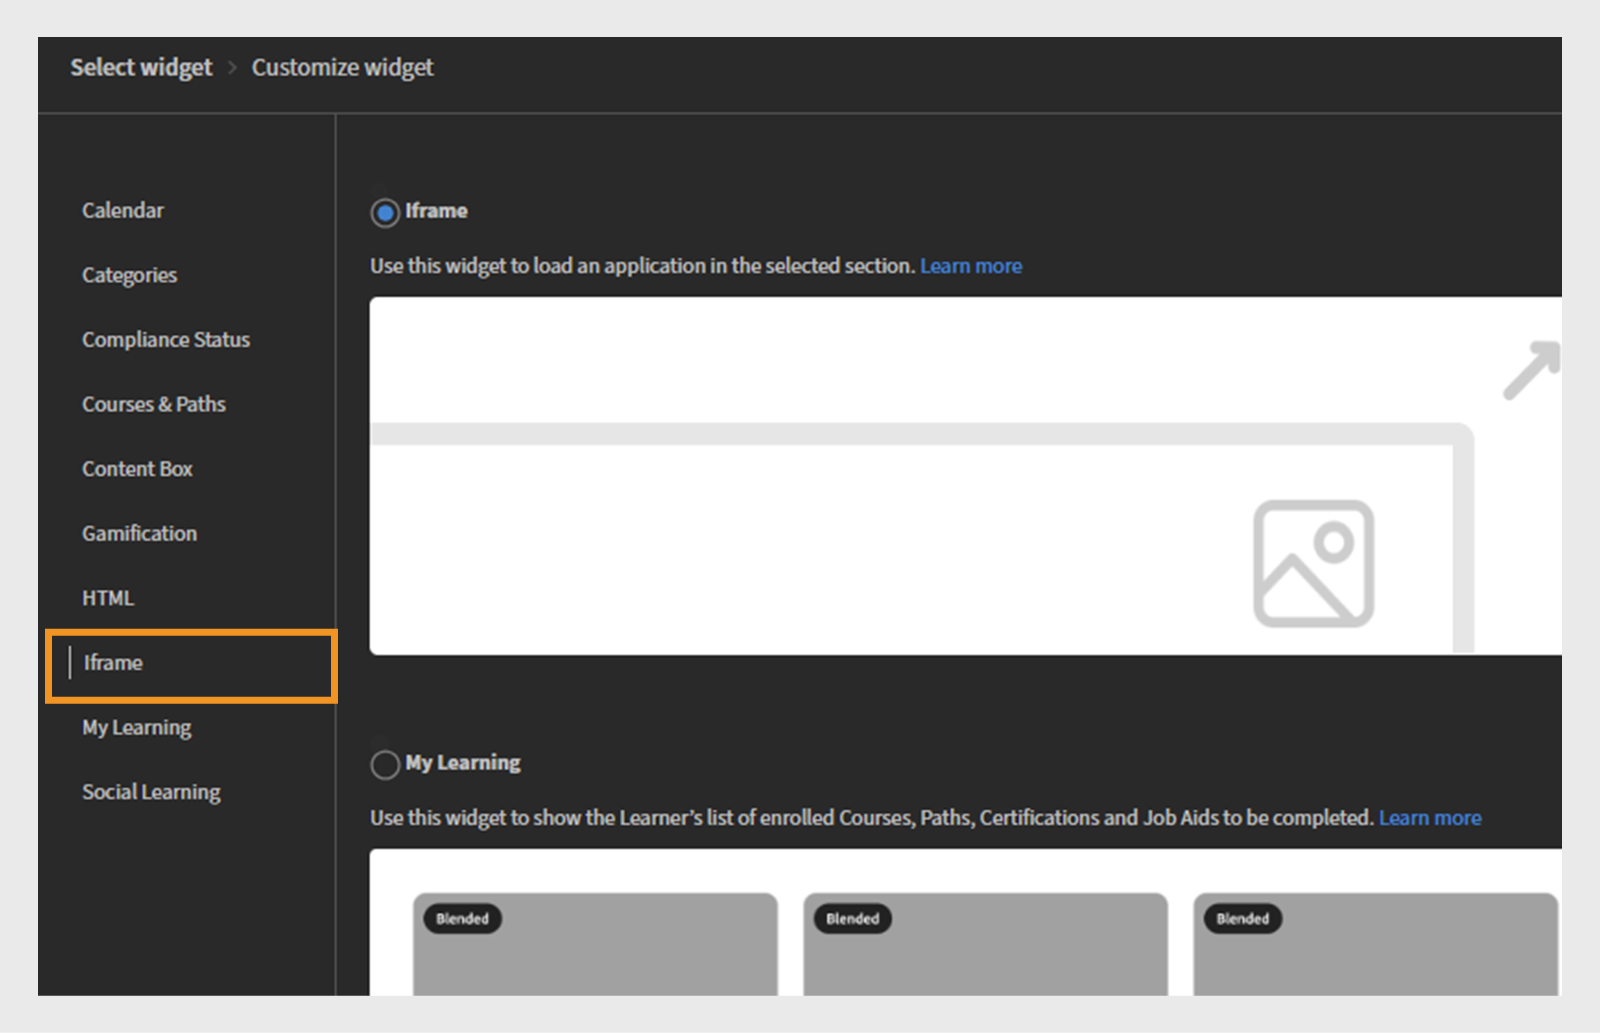 Select widget > Customize widget
Calendar
Categories
Compliance Status
Courses & Paths
Content Box
Gamification
HTML
Iframe
My Learning
Social Learning
Iframe
Use this widget to load an application in the selected section. Learn more
My Learning
Use this widget to show the Learner's list of enrolled Courses, Paths, Certifications and Job Aids to be completed. Learn more
Blended Blended Blended